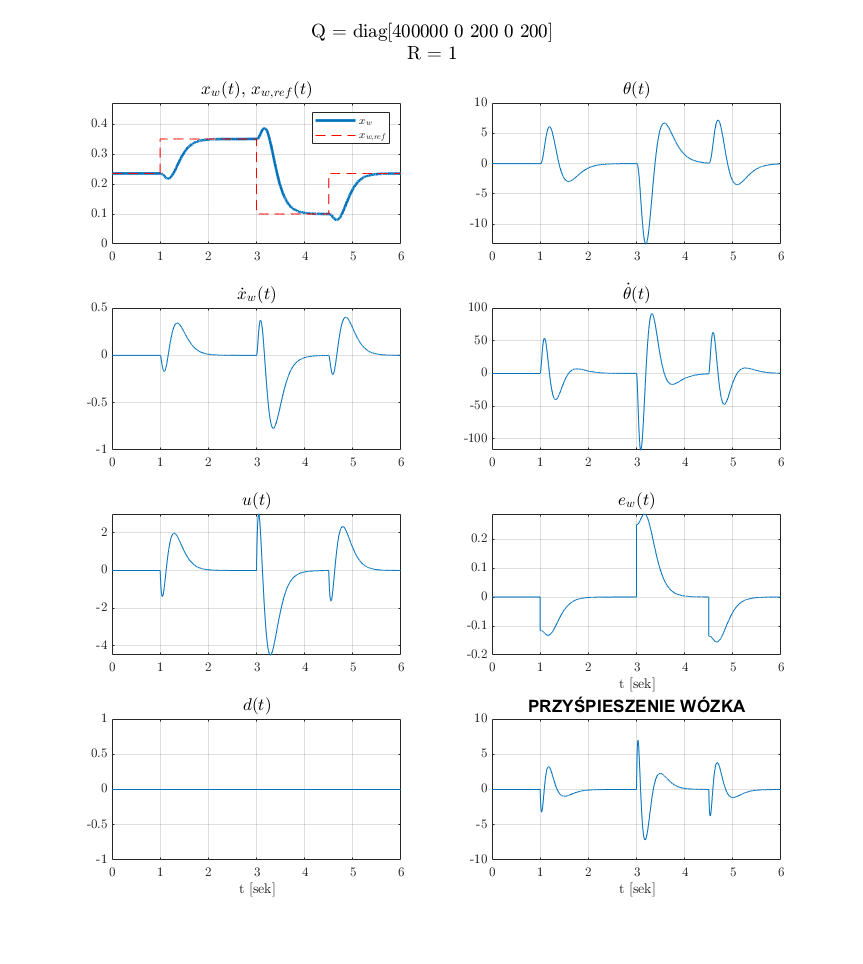 Q = diag[400000 0 200 0 200]
R = 1
x_w(t), x_{w,ref}(t)
0.4
0.3
0.2
0.1
0
x_w
x_{w,ref}
0 1 2 3 4 5 6
θ(t)
10
5
0
-5
-10
0 1 2 3 4 5 6
ẋ_w(t)
0.5
0
-0.5
-1
0 1 2 3 4 5 6
θ̇(t)
100
50
0
-50
-100
0 1 2 3 4 5 6
u(t)
2
0
-2
-4
0 1 2 3 4 5 6
e_w(t)
0.2
0.1
0
-0.1
-0.2
0 1 2 3 4 5 6
t [sek]
d(t)
1
0.5
0
-0.5
-1
0 1 2 3 4 5 6
t [sek]
PRZYŚPIESZENIE WÓZKA
10
5
0
-5
-10
0 1 2 3 4 5 6
t [sek]